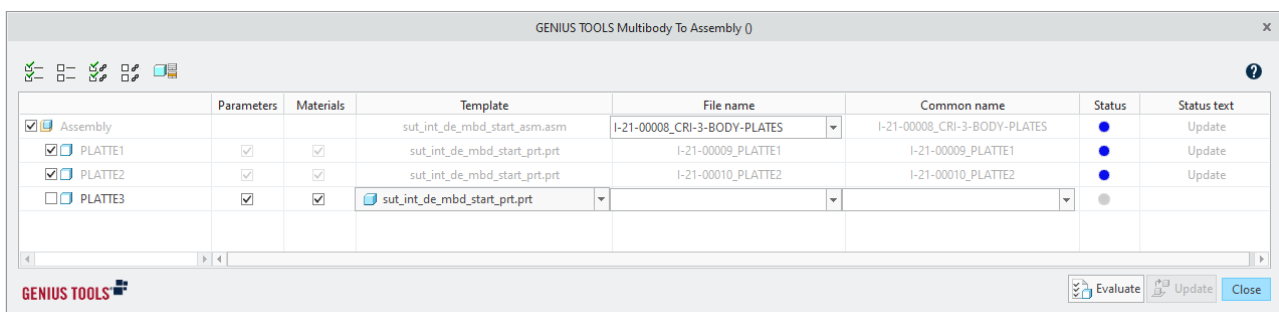 GENIUS TOOLS Multibody To Assembly ()
Parameters Materials Template File name Common name Status Status text
Assembly sut_int_de_mbd_start_asm.asm I-21-00008_CRI-3-BODY-PLATES I-21-00008_CRI-3-BODY-PLATES Update
PLATTE1 sut_int_de_mbd_start_prt.prt I-21-00009_PLATTE1 I-21-00009_PLATTE1 Update
PLATTE2 sut_int_de_mbd_start_prt.prt I-21-00010_PLATTE2 I-21-00010_PLATTE2 Update
PLATTE3 sut_int_de_mbd_start_prt.prt
GENIUS TOOLS Evaluate Update Close